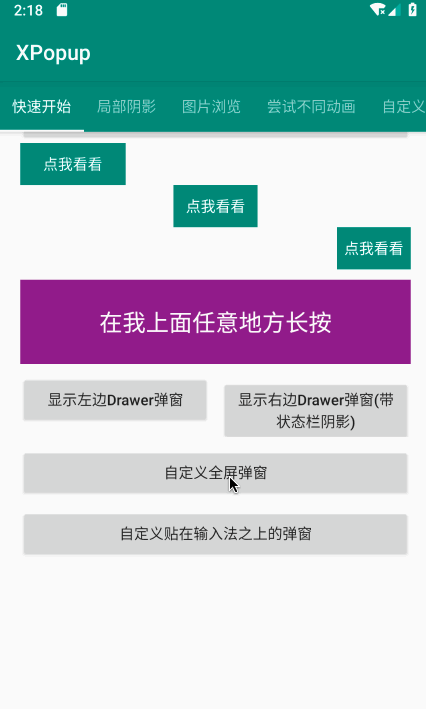 2:18
XPopup
快速开始 局部阴影 图片浏览 尝试不同动画 自定义
点我看看
点我看看
点我看看
在我上面任意地方长按
显示左边Drawer弹窗
显示右边Drawer弹窗(带
状态栏阴影)
自定义全屏弹窗
自定义贴在输入法之上的弹窗